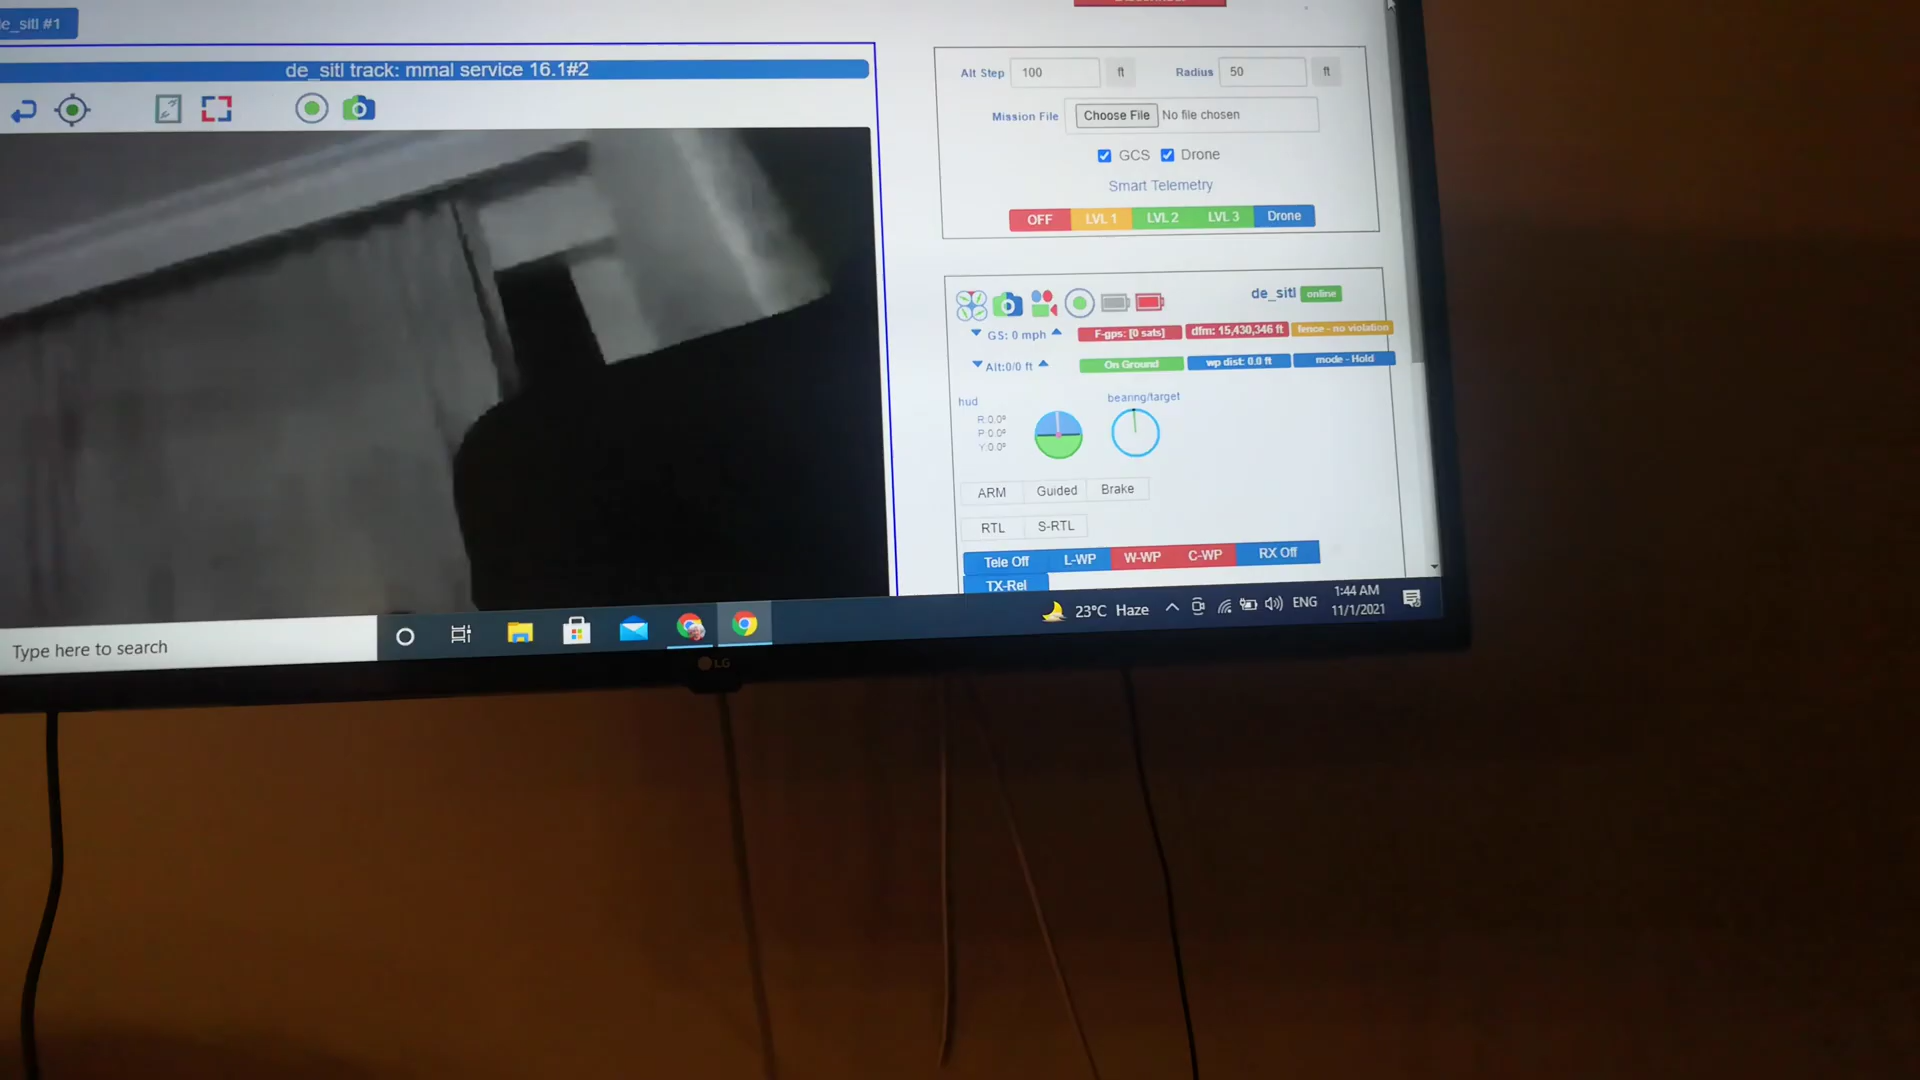 e_sitl #1
de_sitl track: mmal service 16.1#2
Alt Step 100 ft Radius 50 ft
Mission File Choose File No file chosen
GCS Drone
Smart Telemetry
OFF LVL 1 LVL 2 LVL 3 Drone
de_sitl online
GS: 0 mph F-gps: [0 sats] dfm: 15,430,346 ft fence - no violation
Alt:0/0 ft On Ground wp dist: 0.0 ft mode - Hold
hud bearing/target
R:0.0º
P:0.0º
Y:0.0º
ARM Guided Brake
RTL S-RTL
Tele Off L-WP W-WP C-WP RX Off
TX-Rel
Type here to search
23°C Haze ENG 1:44 AM
11/1/2021
LG